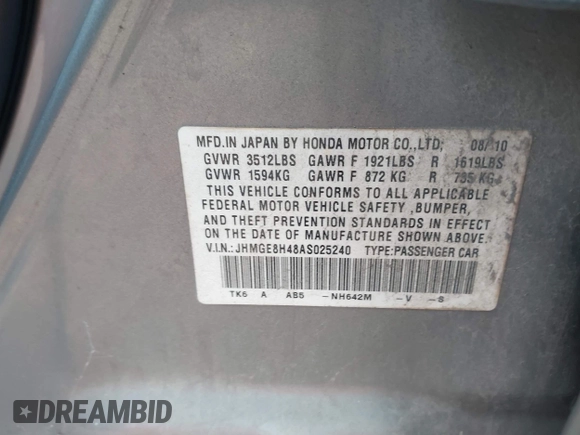 MFD.IN JAPAN BY HONDA MOTOR CO.,LTD; 08/10
GVWR 3512LBS GAWR F 1921LBS R 1619LBS
GVWR 1594KG GAWR F 872 KG R 735 KG
THIS VEHICLE CONFORMS TO ALL APPLICABLE
FEDERAL MOTOR VEHICLE SAFETY ,BUMPER,
AND THEFT PREVENTION STANDARDS IN EFFECT
ON THE DATE OF MANUFACTURE SHOWN ABOVE.
V.I.N.:JHMGE8H48AS025240 TYPE:PASSENGER CAR
TK6 A AB5 -NH642M -V -S
DREAMBID